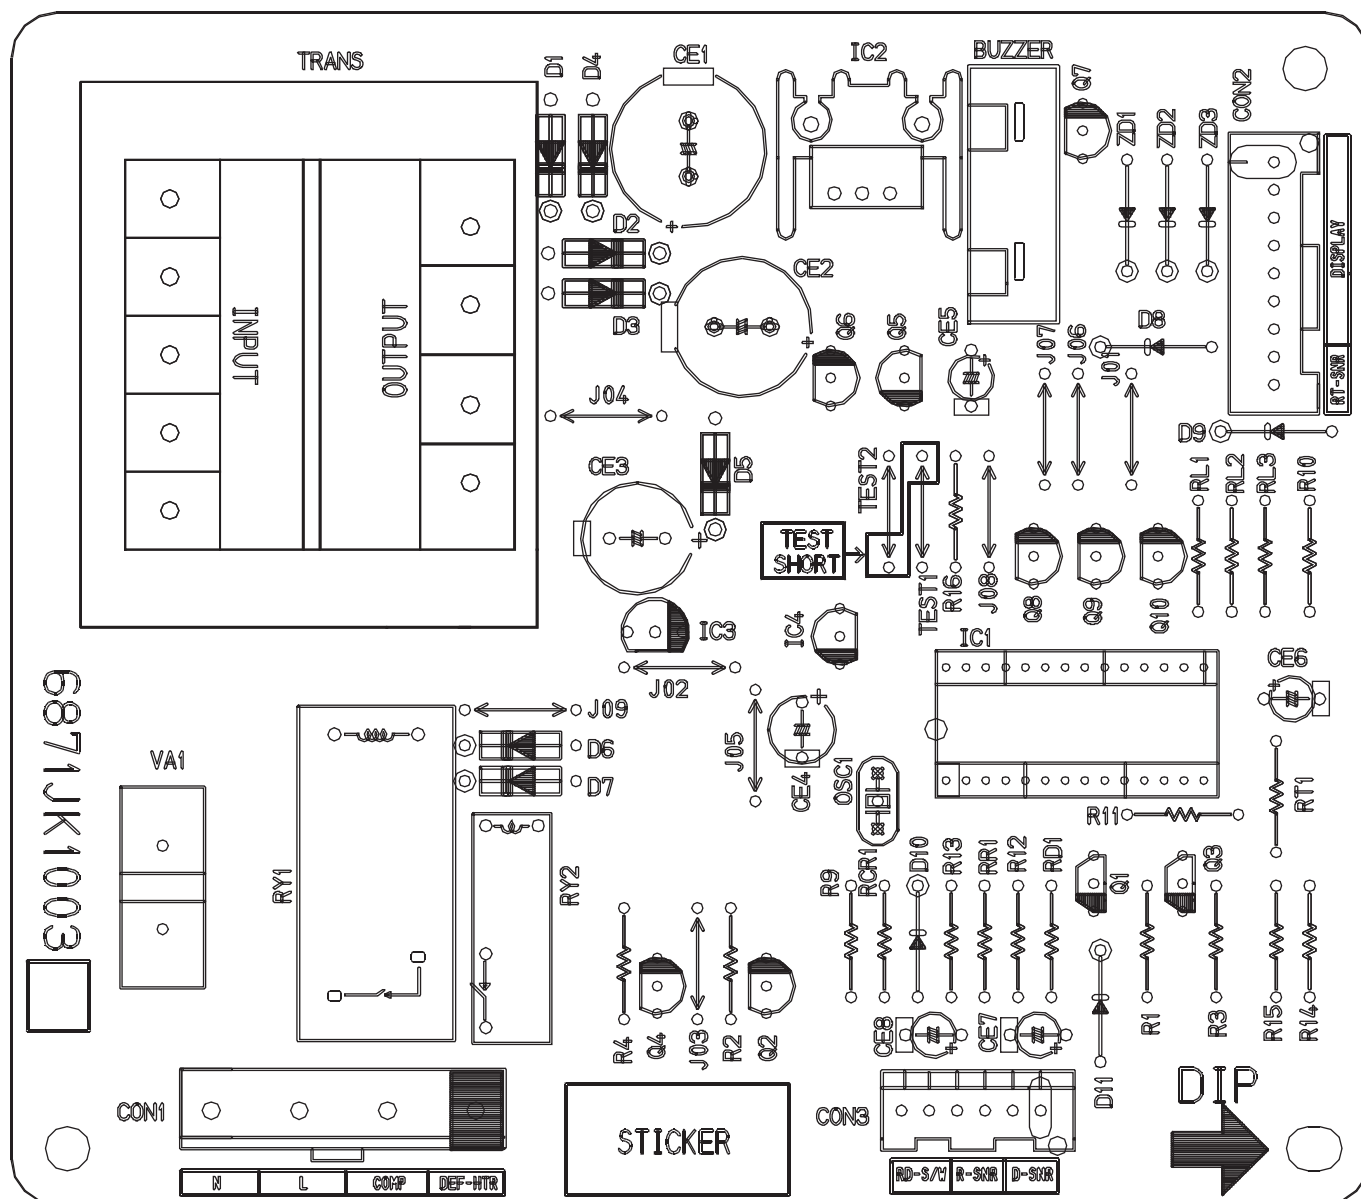 TRANS
D1
D4
CE1
IC2
BUZZER
Q7
ZD1
ZD2
ZD3
CON2
D2
D3
CE2
Q6
Q5
CE5
J07
J06
J01
D8
DISPLAY
RT-SNR
INPUT
OUTPUT
J04
D9
CE3
D5
TEST2
RL1
RL2
RL3
R10
TEST
SHORT
TEST1
R16
J08
Q8
Q9
Q10
IC3
IC4
IC1
CE6
J02
6871JK1003
J09
VA1
D6
D7
J05
CE4
OSC1
RT1
R11
RY1
RY2
R9
RCR1
D10
R13
RR1
R12
RD1
Q1
Q3
R4
Q4
J03
R2
Q2
CE8
CE7
R1
R3
R15
R14
D11
DIP
CON1
STICKER
CON3
N L COMP DEF-HTR
RD-S/W R-SNR D-SNR